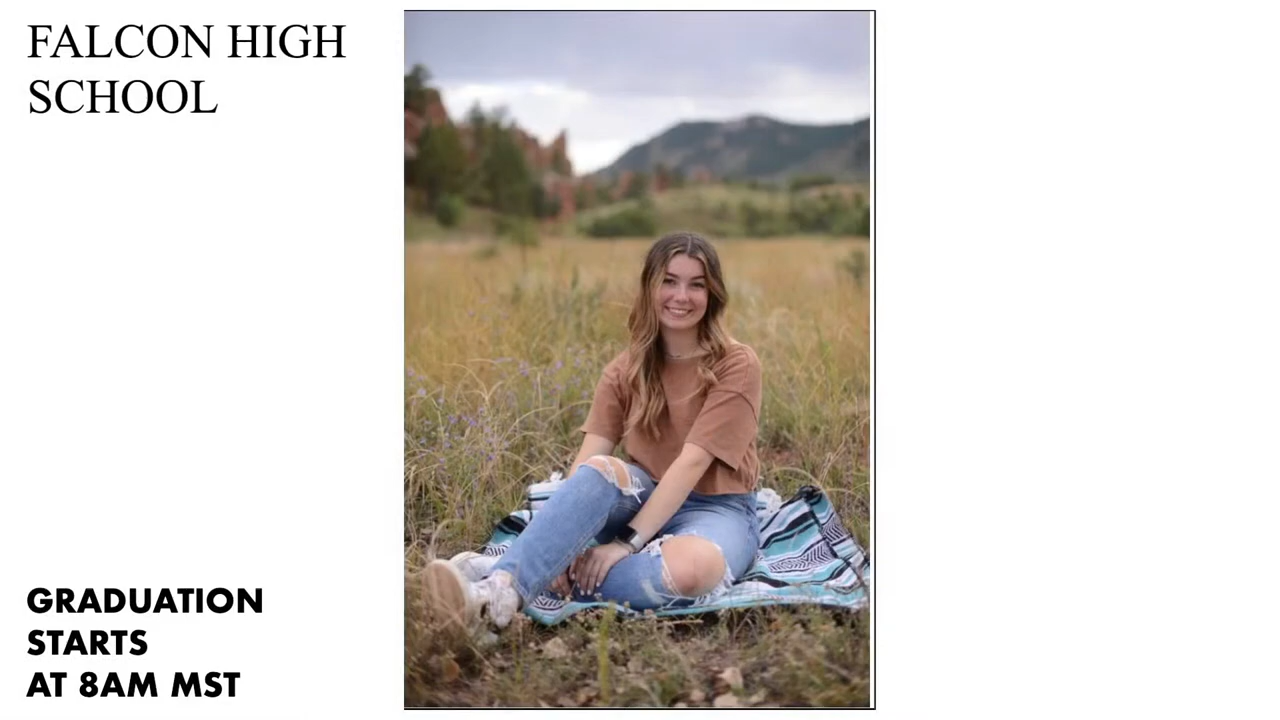 FALCON HIGH
SCHOOL
GRADUATION
STARTS
AT 8AM MST